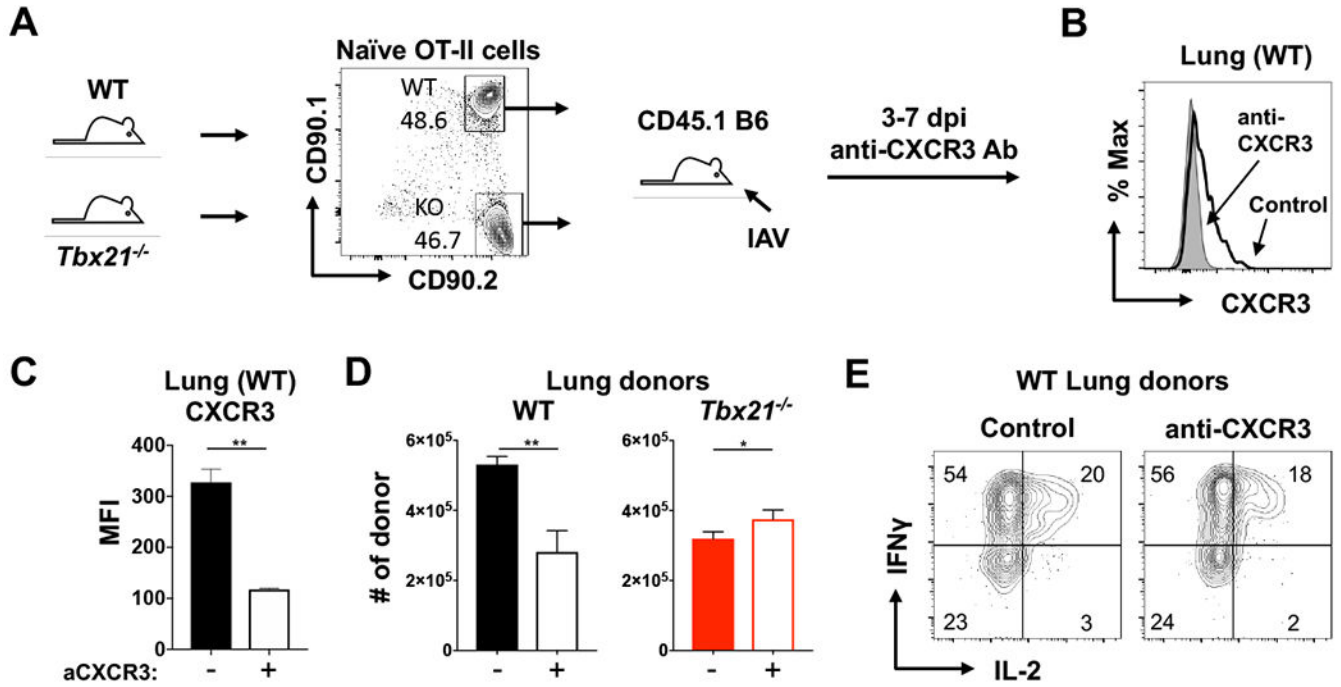 A
WT
Tbx21-/-
Naïve OT-II cells
CD90.1
WT
48.6
KO
46.7
CD90.2
CD45.1 B6
IAV
3-7 dpi
anti-CXCR3 Ab
B
Lung (WT)
% Max
anti-
CXCR3
Control
CXCR3
C
Lung (WT)
CXCR3
MFI
400
300
200
100
0
aCXCR3:
-
+
**
D
Lung donors
WT
# of donor
6×10⁵
4×10⁵
2×10⁵
0
**
-
+
Tbx21-/-
6×10⁵
4×10⁵
2×10⁵
0
*
-
+
E
WT Lung donors
Control
anti-CXCR3
IFNγ
54
20
23
3
56
18
24
2
IL-2